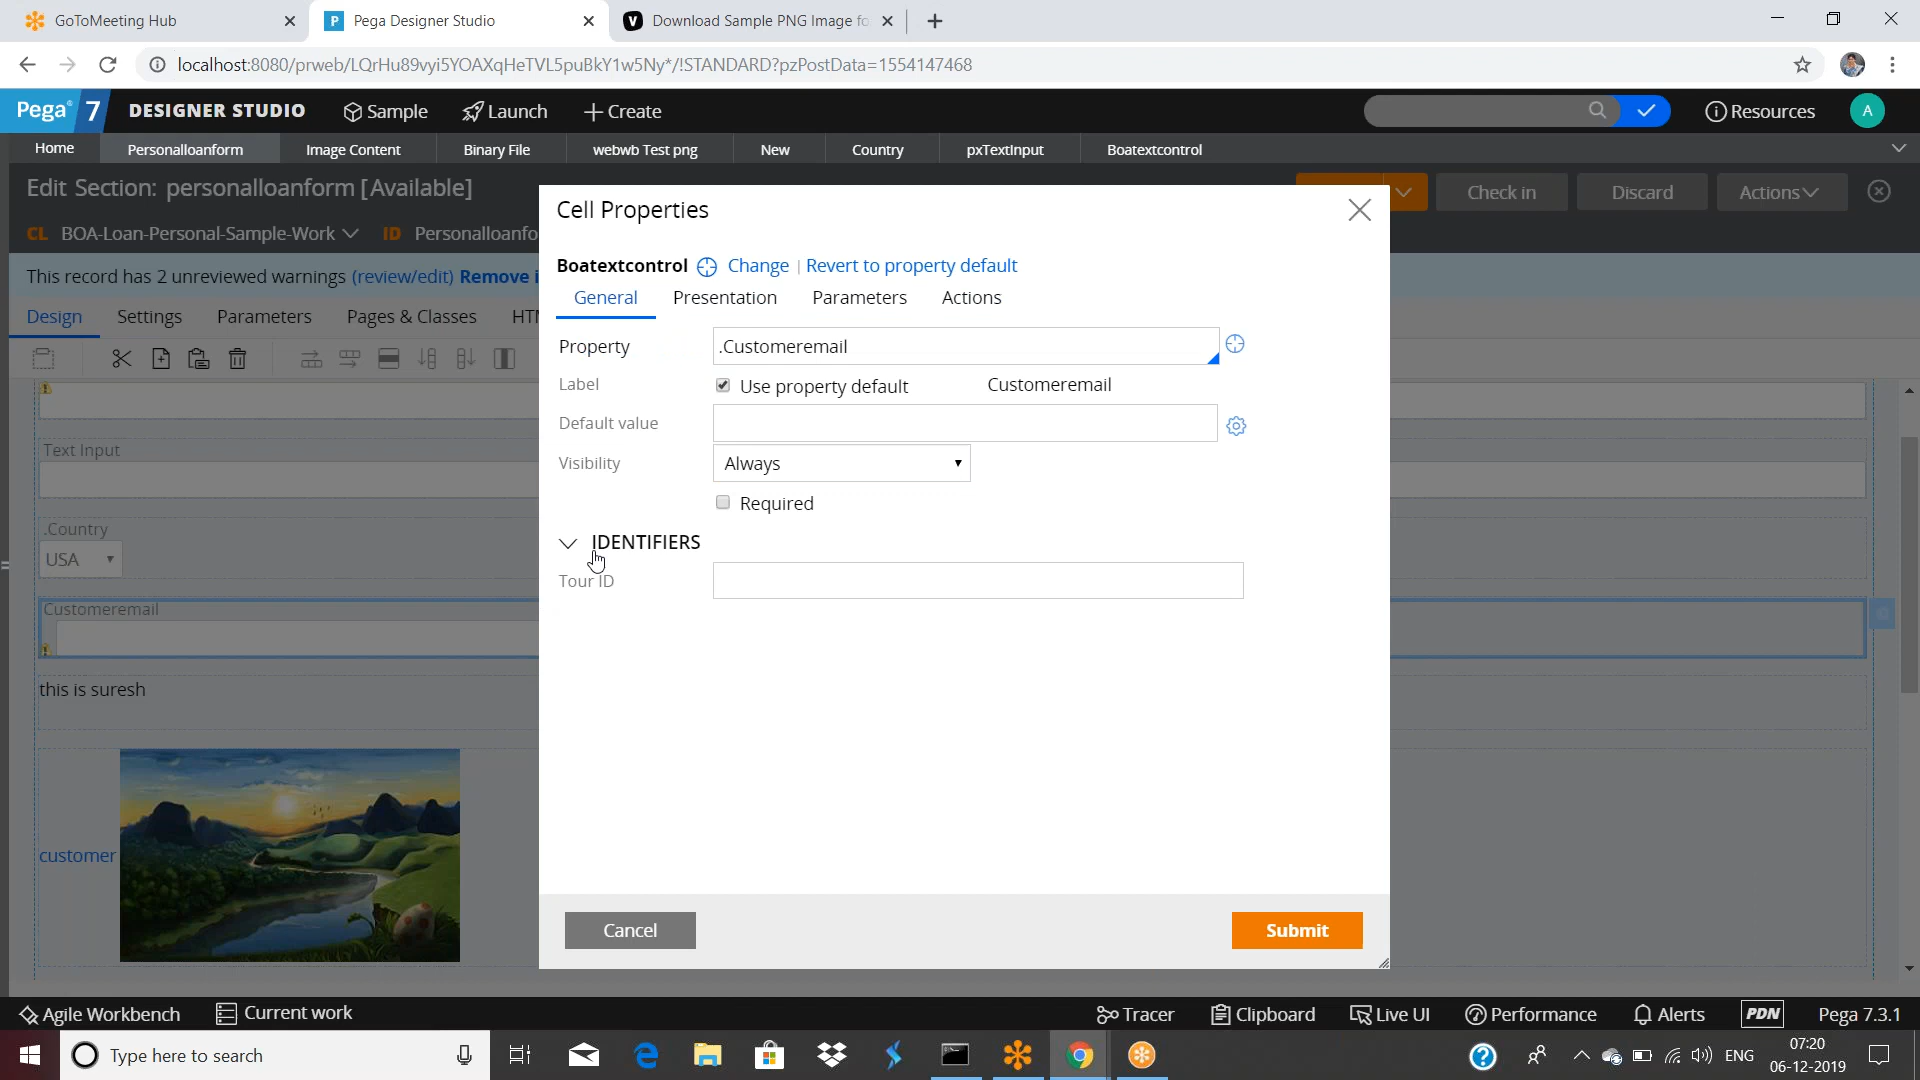 GoToMeeting Hub
Pega Designer Studio
Download Sample PNG Image fo
localhost:8080/prweb/LQrHu89vyi5YOAXqHeTVL5puBkY1w5Ny*/!STANDARD?pzPostData=1554147468
Pega 7 DESIGNER STUDIO Sample Launch Create Resources A
Home Personalloanform Image Content Binary File webwb Test png New Country pxTextInput Boatextcontrol
Edit Section: personalloanform [Available] Check in Discard Actions
CL BOA-Loan-Personal-Sample-Work ID Personalloanfo
This record has 2 unreviewed warnings (review/edit) Remove
Design Settings Parameters Pages & Classes
Text Input
.Country
USA
Customeremail
this is suresh
customer
Cell Properties
Boatextcontrol Change | Revert to property default
General Presentation Parameters Actions
Property .Customeremail
Label Use property default Customeremail
Default value
Visibility Always
Required
IDENTIFIERS
Tour ID
Cancel Submit
Agile Workbench Current work Tracer Clipboard Live UI Performance Alerts PDN Pega 7.3.1
Type here to search
ENG
07:20
06-12-2019